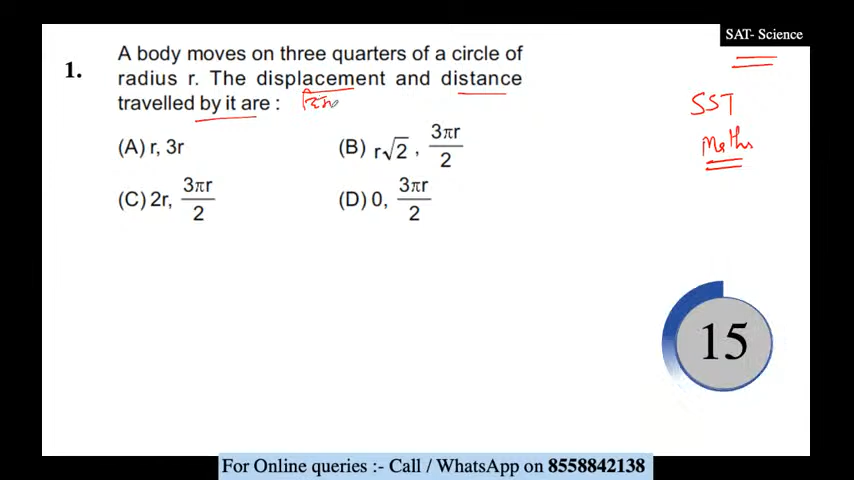 SAT- Science
1.
A body moves on three quarters of a circle of
radius r. The displacement and distance
travelled by it are :
(A) r, 3r
(B) r√2 , 3πr/2
(C) 2r, 3πr/2
(D) 0, 3πr/2
SST
Maths
15
For Online queries :- Call / WhatsApp on 8558842138